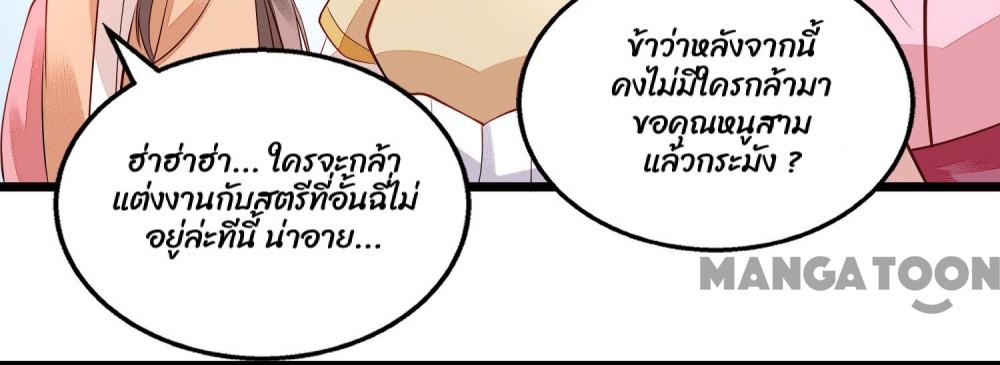 ข้าว่าหลังจากนี้
คงไม่มีใครกล้ามา
ขอคุณหนูสาม
แล้วกระมัง ?
ฮ่าฮ่าฮ่า... ใครจะกล้า
แต่งงานกับสตรีที่อั้นฉี่ไม่
อยู่ล่ะทีนี้ น่าอาย...
MANGATOON